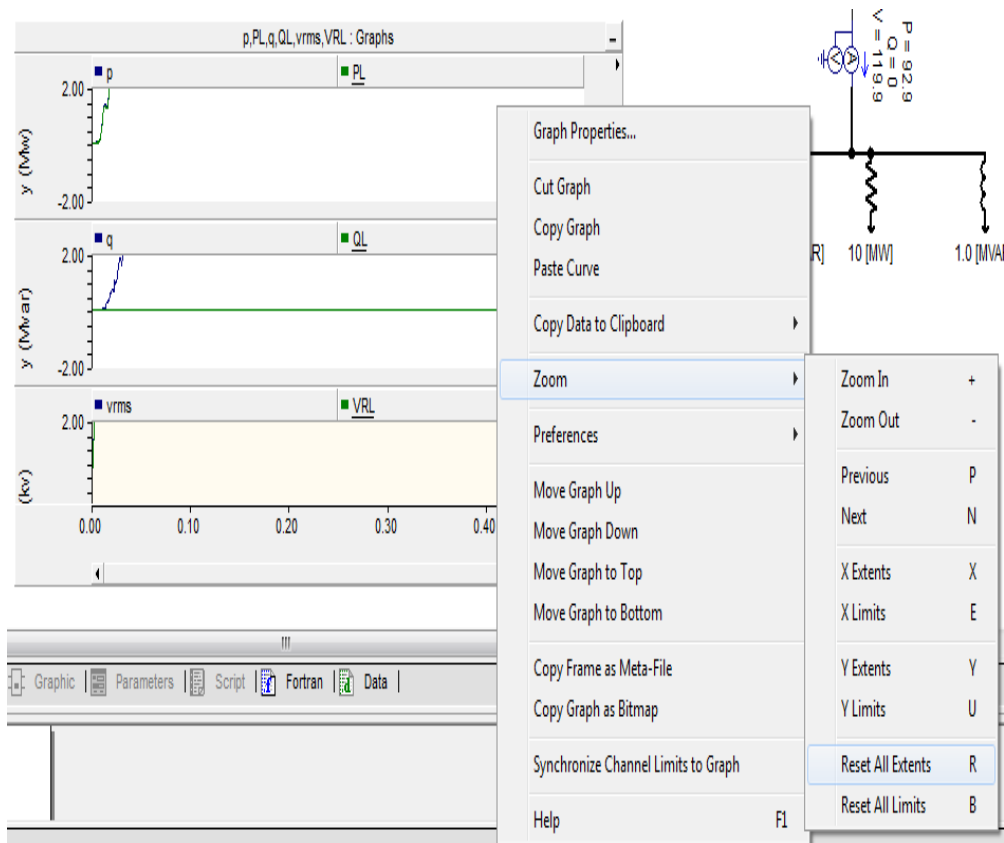 p,PL,q,QL,vrms,VRL : Graphs
p
PL
2.00
y (Mw)
-2.00
q
QL
2.00
y (Mvar)
-2.00
vrms
VRL
2.00
(kv)
0.00 0.10 0.20 0.30 0.40
Graphic Parameters Script Fortran Data
P = 92.9
Q = 0
V = 119.9
A
V
R] 10 [MW] 1.0 [MVA
Graph Properties...
Cut Graph
Copy Graph
Paste Curve
Copy Data to Clipboard
Zoom
Preferences
Move Graph Up
Move Graph Down
Move Graph to Top
Move Graph to Bottom
Copy Frame as Meta-File
Copy Graph as Bitmap
Synchronize Channel Limits to Graph
Help F1
Zoom In +
Zoom Out -
Previous P
Next N
X Extents X
X Limits E
Y Extents Y
Y Limits U
Reset All Extents R
Reset All Limits B